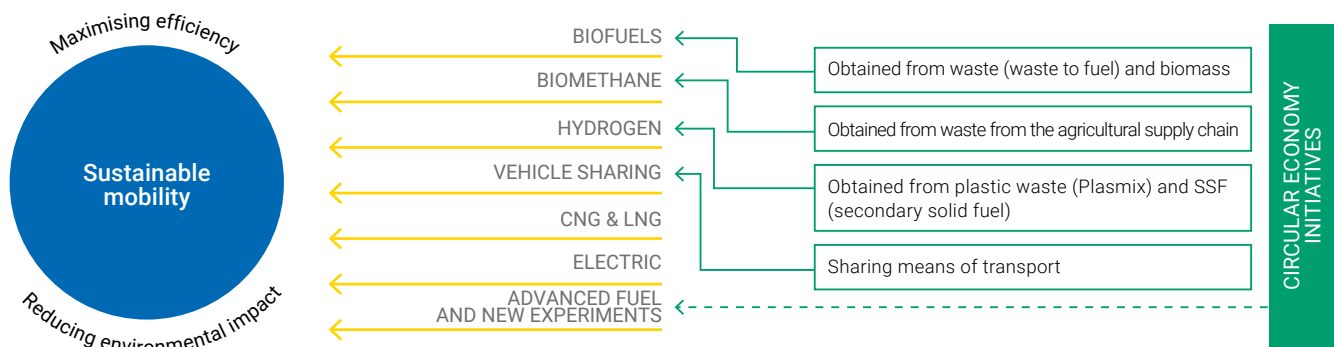 Maximising efficiency
Sustainable
mobility
Reducing environmental impact
BIOFUELS
BIOMETHANE
HYDROGEN
VEHICLE SHARING
CNG & LNG
ELECTRIC
ADVANCED FUEL
AND NEW EXPERIMENTS
Obtained from waste (waste to fuel) and biomass
Obtained from waste from the agricultural supply chain
Obtained from plastic waste (Plasmix) and SSF
(secondary solid fuel)
Sharing means of transport
CIRCULAR ECONOMY
INITIATIVES